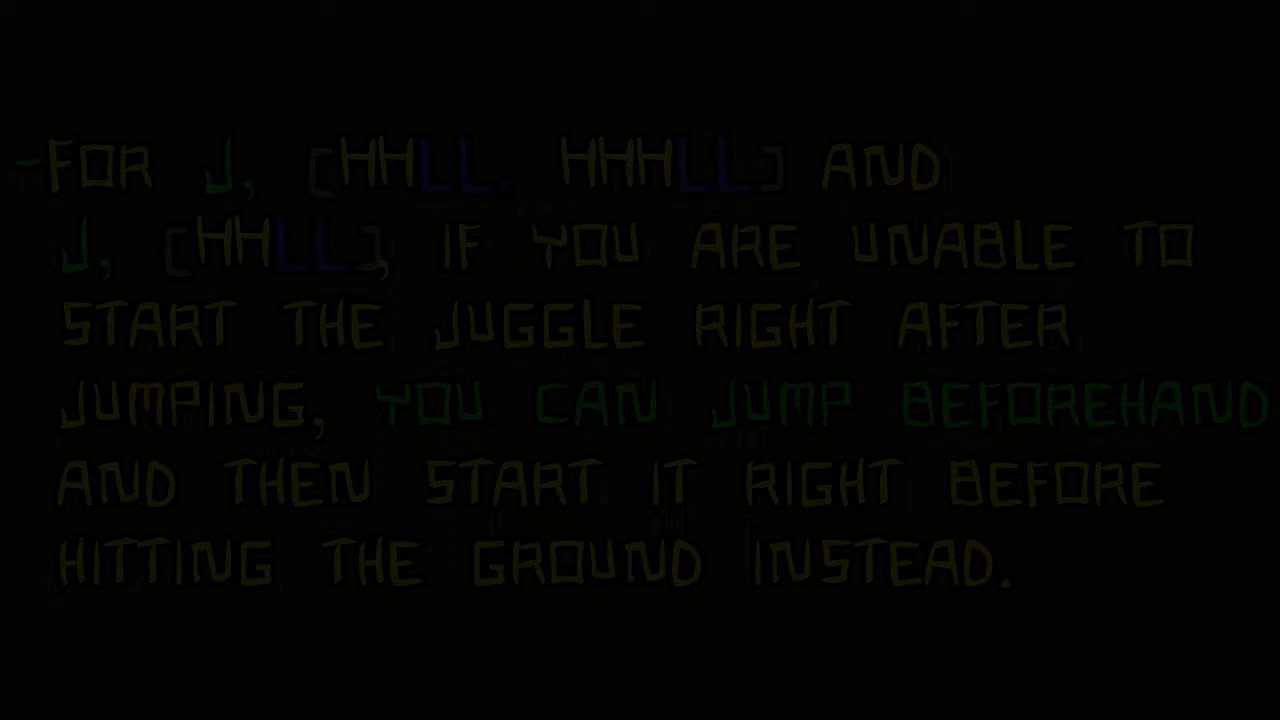 -FOR J, [HHLL. HHHLL] AND
J, [HHLL], IF YOU ARE UNABLE TO
START THE JUGGLE RIGHT AFTER
JUMPING, YOU CAN JUMP BEFOREHAND
AND THEN START IT RIGHT BEFORE
HITTING THE GROUND INSTEAD.